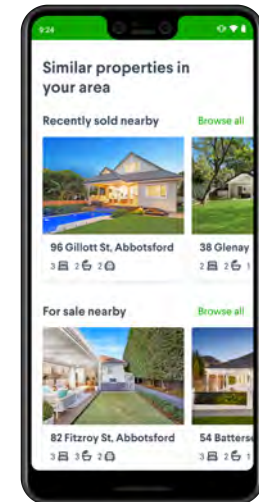 9:24
Similar properties in
your area
Recently sold nearby Browse all
96 Gillott St, Abbotsford 38 Glenay
3 2 2 2 2 1
For sale nearby Browse all
82 Fitzroy St, Abbotsford 54 Batters
3 3 2 3 2 1